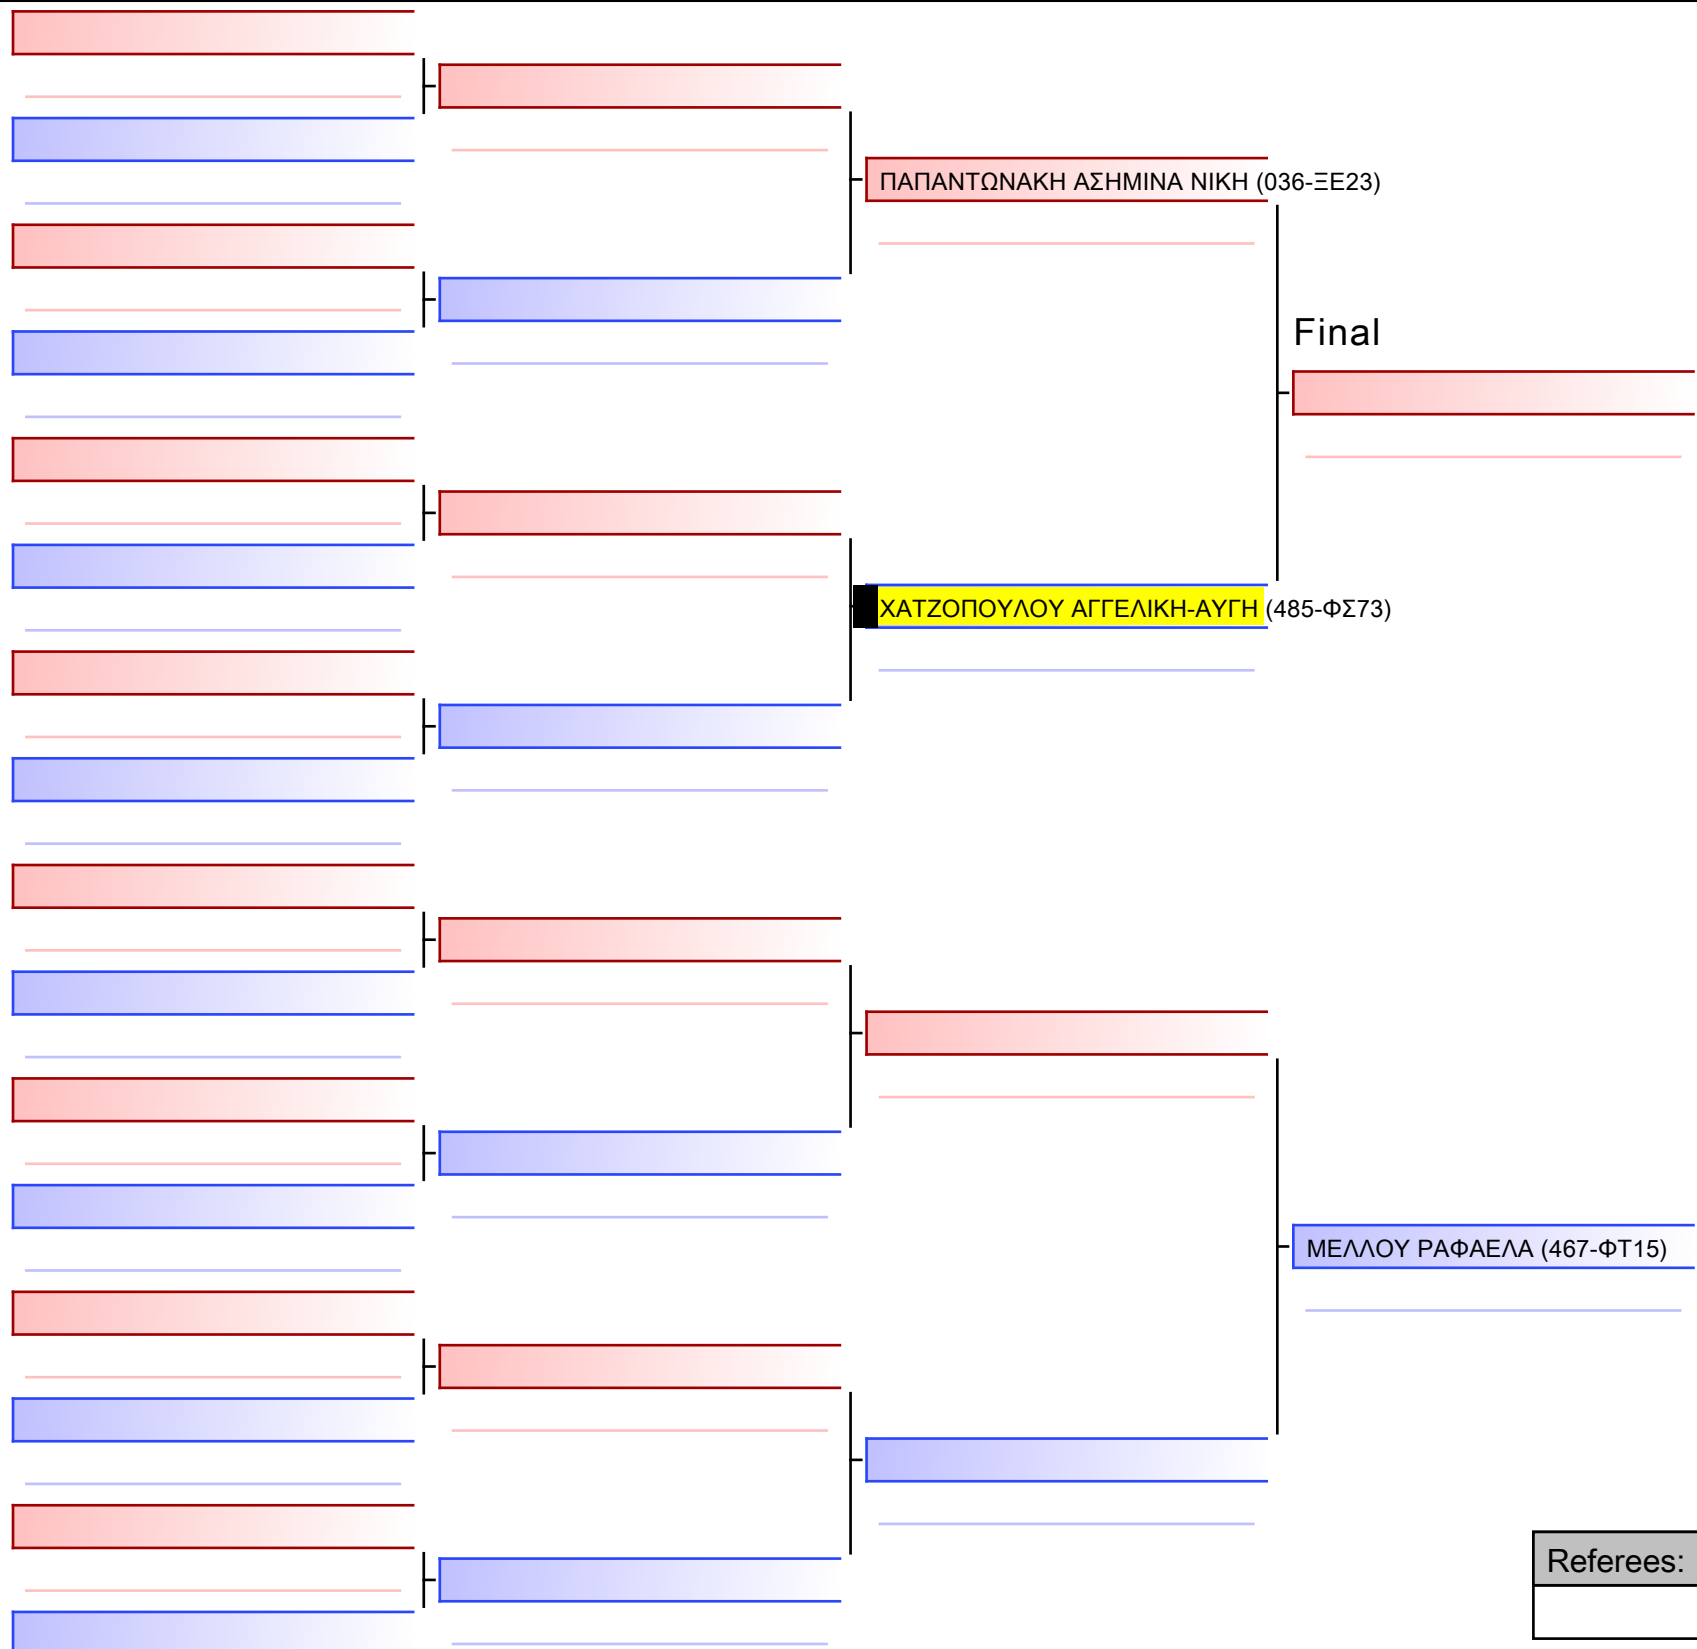 ΠΑΠΑΝΤΩΝΑΚΗ ΑΣΗΜΙΝΑ ΝΙΚΗ (036-ΞΕ23)
Final
ΧΑΤΖΟΠΟΥΛΟΥ ΑΓΓΕΛΙΚΗ-ΑΥΓΗ (485-ΦΣ73)
ΜΕΛΛΟΥ ΡΑΦΑΕΛΑ (467-ΦΤ15)
Referees: